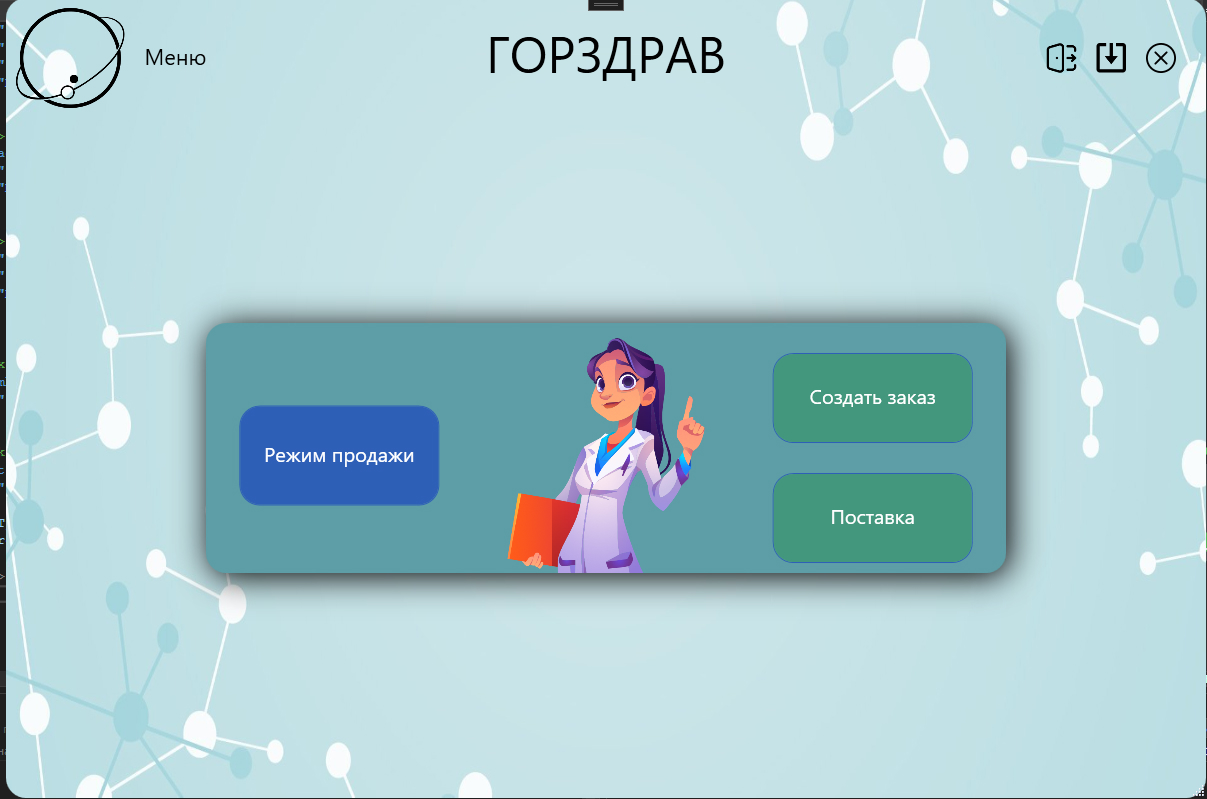 Меню
ГОРЗДРАВ
Режим продажи
Создать заказ
Поставка